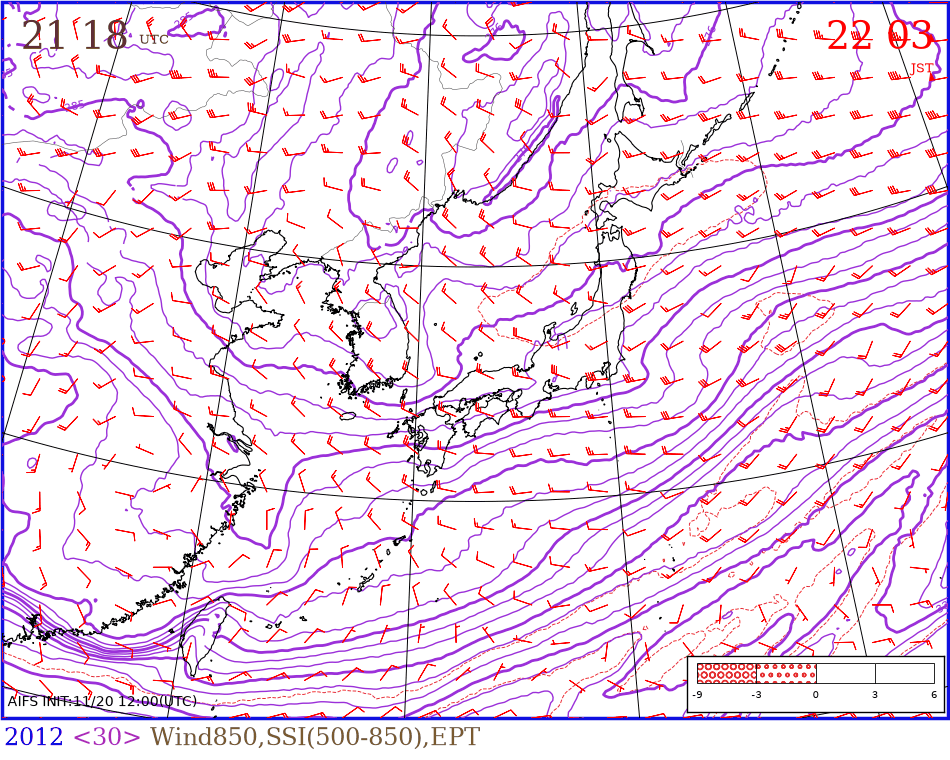 21 18 UTC
22 03
JST
285
AIFS INIT:11/20 12:00(UTC)
-9 -3 0 3 6
2012 <30> Wind850,SSI(500-850),EPT